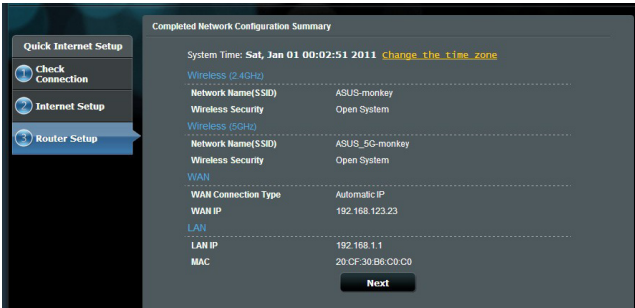 Completed Network Configuration Summary
Quick Internet Setup
1 Check Connection
2 Internet Setup
3 Router Setup
System Time: Sat, Jan 01 00:02:51 2011 Change the time zone
Wireless (2.4GHz)
Network Name(SSID) ASUS-monkey
Wireless Security Open System
Wireless (5GHz)
Network Name(SSID) ASUS_5G-monkey
Wireless Security Open System
WAN
WAN Connection Type Automatic IP
WAN IP 192.168.123.23
LAN
LAN IP 192.168.1.1
MAC 20:CF:30:B6:C0:C0
Next